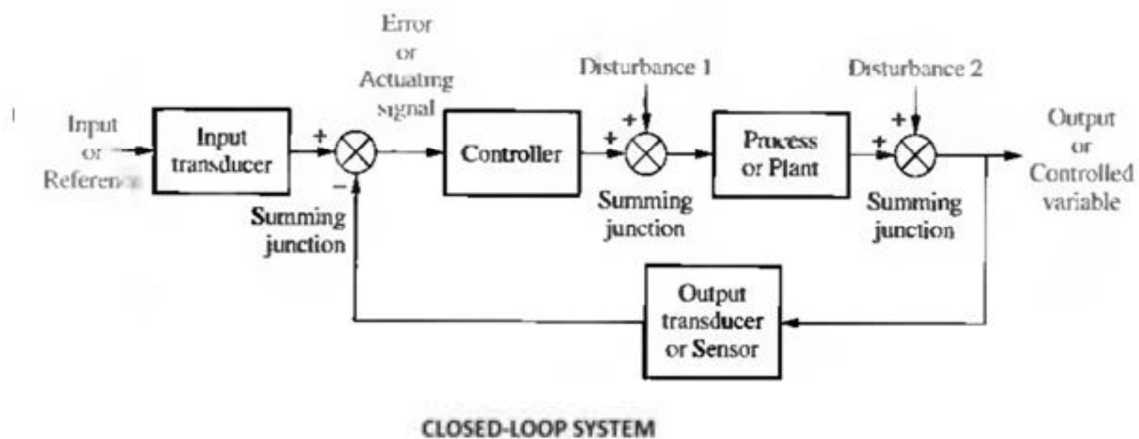 Error
or
Actuating
signal
Disturbance 1
Disturbance 2
Input
or
Reference
Input
transducer
+
−
Controller
+
+
Process
or Plant
+
+
Output
or
Controlled
variable
Summing
junction
Summing
junction
Summing
junction
Output
transducer
or Sensor
CLOSED-LOOP SYSTEM